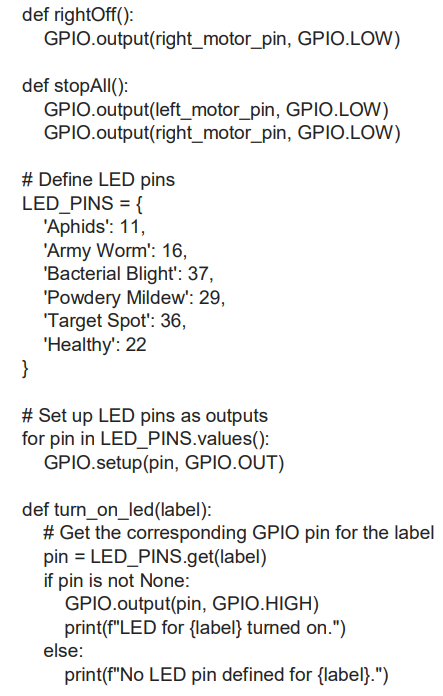 def rightOff():
    GPIO.output(right_motor_pin, GPIO.LOW)

def stopAll():
    GPIO.output(left_motor_pin, GPIO.LOW)
    GPIO.output(right_motor_pin, GPIO.LOW)

# Define LED pins
LED_PINS = {
    'Aphids': 11,
    'Army Worm': 16,
    'Bacterial Blight': 37,
    'Powdery Mildew': 29,
    'Target Spot': 36,
    'Healthy': 22
}

# Set up LED pins as outputs
for pin in LED_PINS.values():
    GPIO.setup(pin, GPIO.OUT)

def turn_on_led(label):
    # Get the corresponding GPIO pin for the label
    pin = LED_PINS.get(label)
    if pin is not None:
        GPIO.output(pin, GPIO.HIGH)
        print(f"LED for {label} turned on.")
    else:
        print(f"No LED pin defined for {label}.")